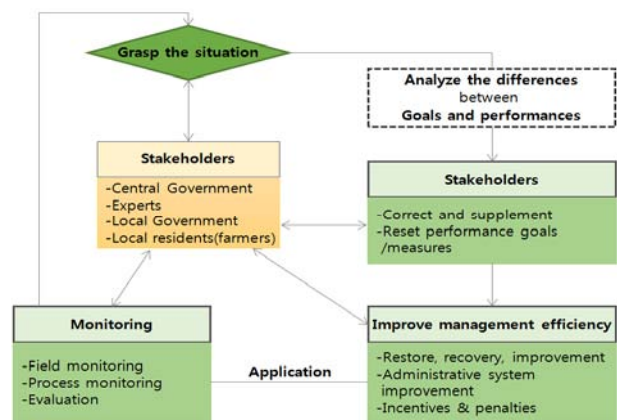 Grasp the situation
Analyze the differences
between
Goals and performances
Stakeholders
-Central Government
-Experts
-Local Government
-Local residents(farmers)
Stakeholders
-Correct and supplement
-Reset performance goals
/measures
Monitoring
-Field monitoring
-Process monitoring
-Evaluation
Application
Improve management efficiency
-Restore, recovery, improvement
-Administrative system
improvement
-Incentives & penalties